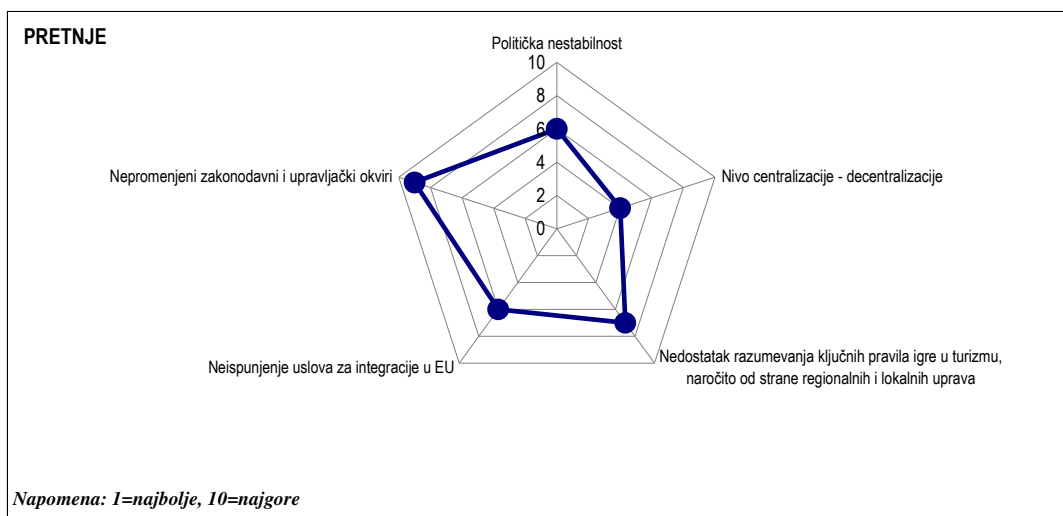 PRETNJE
Politička nestabilnost
10
8
6
4
2
0
Nivo centralizacije - decentralizacije
Nepromenjeni zakonodavni i upravljački okviri
Neispunjenje uslova za integracije u EU
Nedostatak razumevanja ključnih pravila igre u turizmu,
naročito od strane regionalnih i lokalnih uprava
Napomena: 1=najbolje, 10=najgore